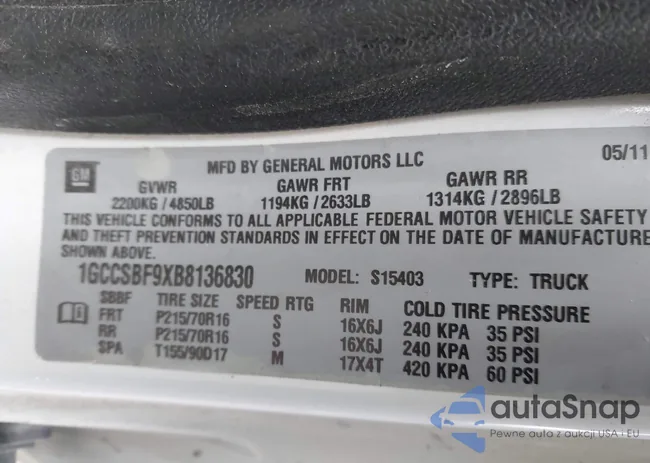 MFD BY GENERAL MOTORS LLC 05/11
GM
GVWR GAWR FRT GAWR RR
2200KG / 4850LB 1194KG / 2633LB 1314KG / 2896LB
THIS VEHICLE CONFORMS TO ALL APPLICABLE FEDERAL MOTOR VEHICLE SAFETY
AND THEFT PREVENTION STANDARDS IN EFFECT ON THE DATE OF MANUFACTURE
SHOWN ABOVE.
1GCCSBF9XB8136830 MODEL: S15403 TYPE: TRUCK
SBBF TIRE SIZE SPEED RTG RIM COLD TIRE PRESSURE
FRT P215/70R16 S 16X6J 240 KPA 35 PSI
RR P215/70R16 S 16X6J 240 KPA 35 PSI
SPA T155/90D17 M 17X4T 420 KPA 60 PSI
autaSnap
Pewne auta z aukcji USA i EU